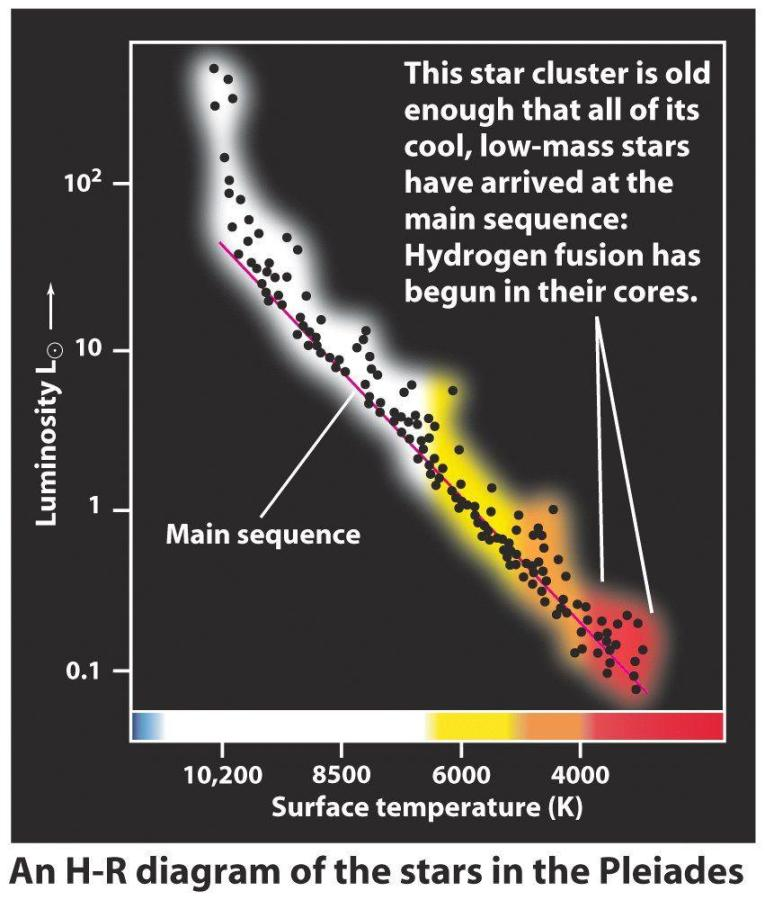 This star cluster is old
enough that all of its
cool, low-mass stars
have arrived at the
main sequence:
Hydrogen fusion has
begun in their cores.
10²
10
1
0.1
Luminosity L☉ →
Main sequence
10,200 8500 6000 4000
Surface temperature (K)
An H-R diagram of the stars in the Pleiades